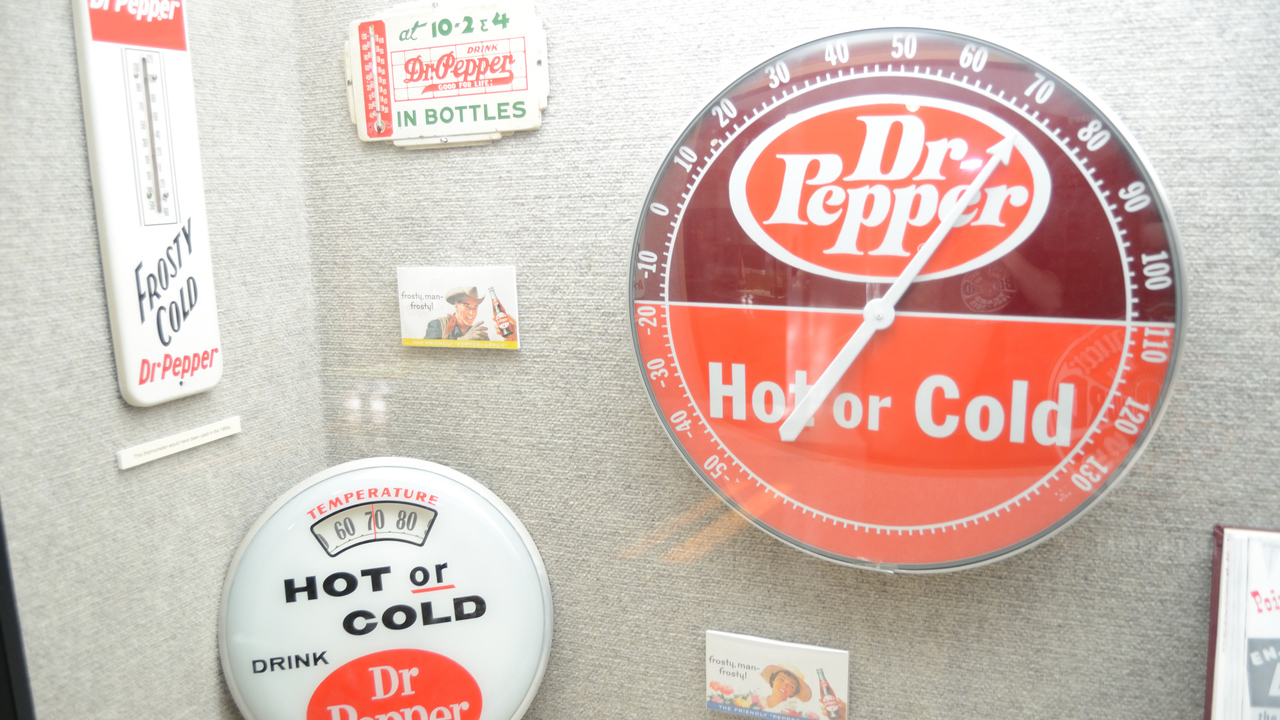 Dr Pepper
FROSTY
COLD
Dr Pepper
at 10-2 & 4
DRINK
Dr. Pepper
GOOD FOR LIFE!
IN BOTTLES
frosty, man-
frosty!
-50 -40 -30 -20 -10 0 10 20 30 40 50 60 70 80 90 100 110 120 130
Dr
Pepper
Hot or Cold
TEMPERATURE
60 70 80
HOT or
COLD
DRINK
Dr
Pepper
frosty, man-
frosty!
THE FRIENDLY